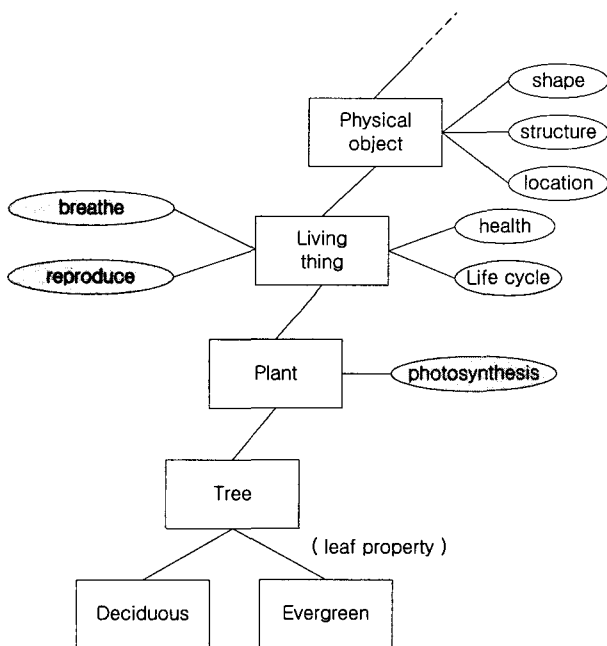 shape
Physical
object
structure
location
breathe
Living
thing
health
reproduce
Life cycle
Plant
photosynthesis
Tree
( leaf property )
Deciduous
Evergreen